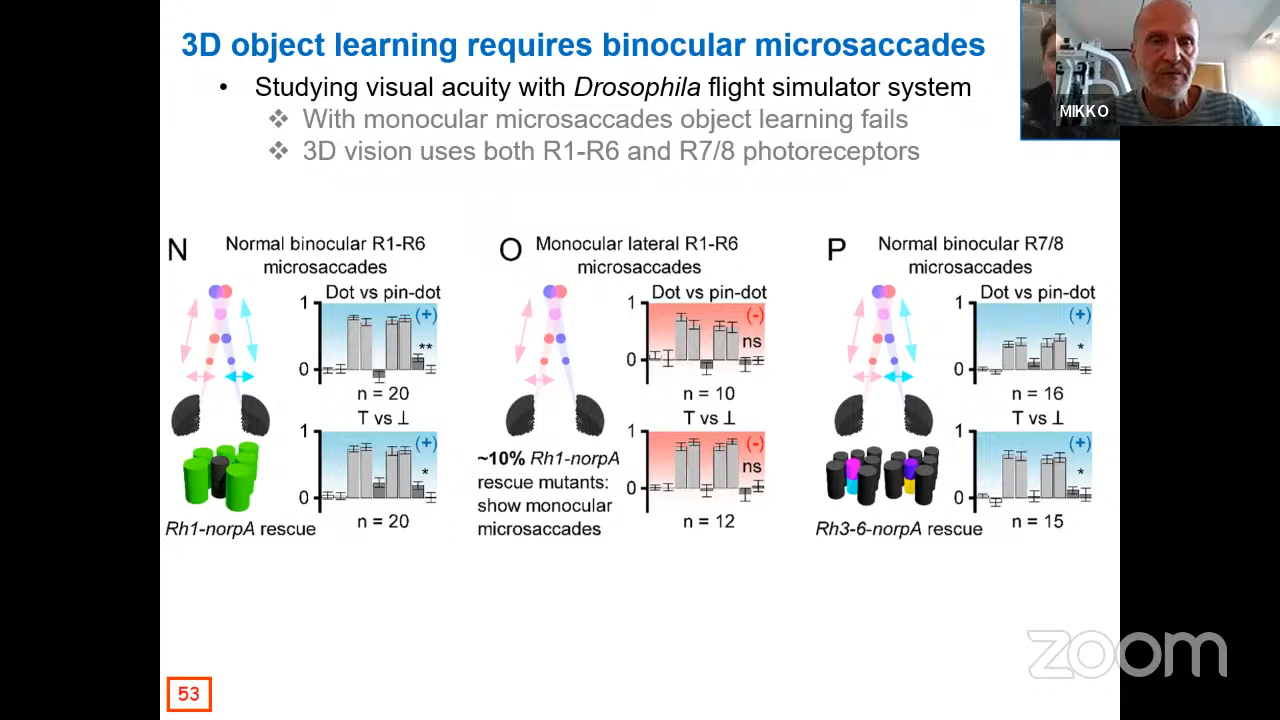 3D object learning requires binocular microsaccades
MIKKO
• Studying visual acuity with Drosophila flight simulator system
❖ With monocular microsaccades object learning fails
❖ 3D vision uses both R1-R6 and R7/8 photoreceptors
N
Normal binocular R1-R6
microsaccades
Dot vs pin-dot
1
(+)
**
0
n = 20
T vs ⊥
1
(+)
*
0
n = 20
Rh1-norpA rescue
O
Monocular lateral R1-R6
microsaccades
Dot vs pin-dot
1
(-)
ns
0
n = 10
T vs ⊥
1
(-)
ns
0
n = 12
~10% Rh1-norpA
rescue mutants:
show monocular
microsaccades
P
Normal binocular R7/8
microsaccades
Dot vs pin-dot
1
(+)
*
0
n = 16
T vs ⊥
1
(+)
*
0
n = 15
Rh3-6-norpA rescue
zoom
53